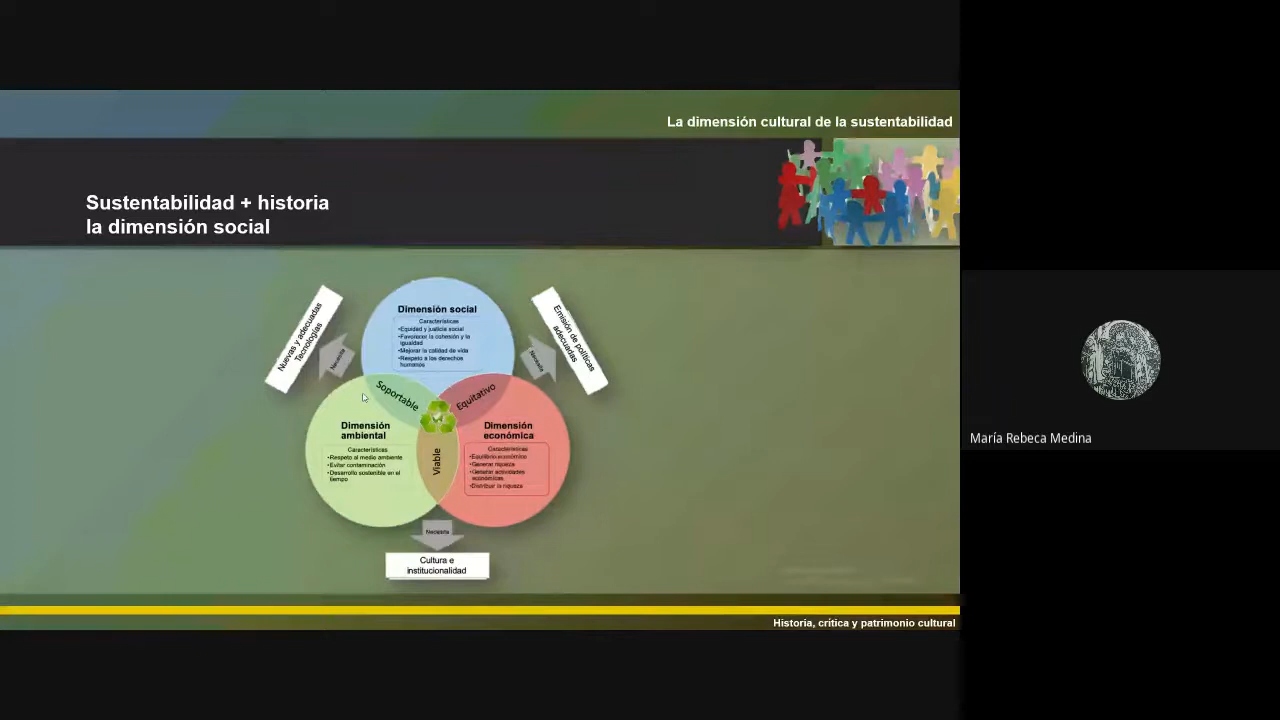 La dimensión cultural de la sustentabilidad
Sustentabilidad + historia
la dimensión social
Nuevas y adecuadas
Tecnologías
Necesita
Dimensión social
Características
•Equidad y justicia social
•Favorecer la cohesión y la
igualdad
•Mejorar la calidad de vida
•Respeto a los derechos
humanos
Necesita
Emisión de políticas
adecuadas
Soportable
Equitativo
Dimensión
ambiental
Características
•Respeto al medio ambiente
•Evitar contaminación
•Desarrollo sostenible en el
tiempo
Viable
Dimensión
económica
Características
•Equilibrio económico
•Generar riqueza
•Generar actividades
económicas
•Distribuir la riqueza
Necesita
Cultura e
institucionalidad
Historia, crítica y patrimonio cultural
María Rebeca Medina